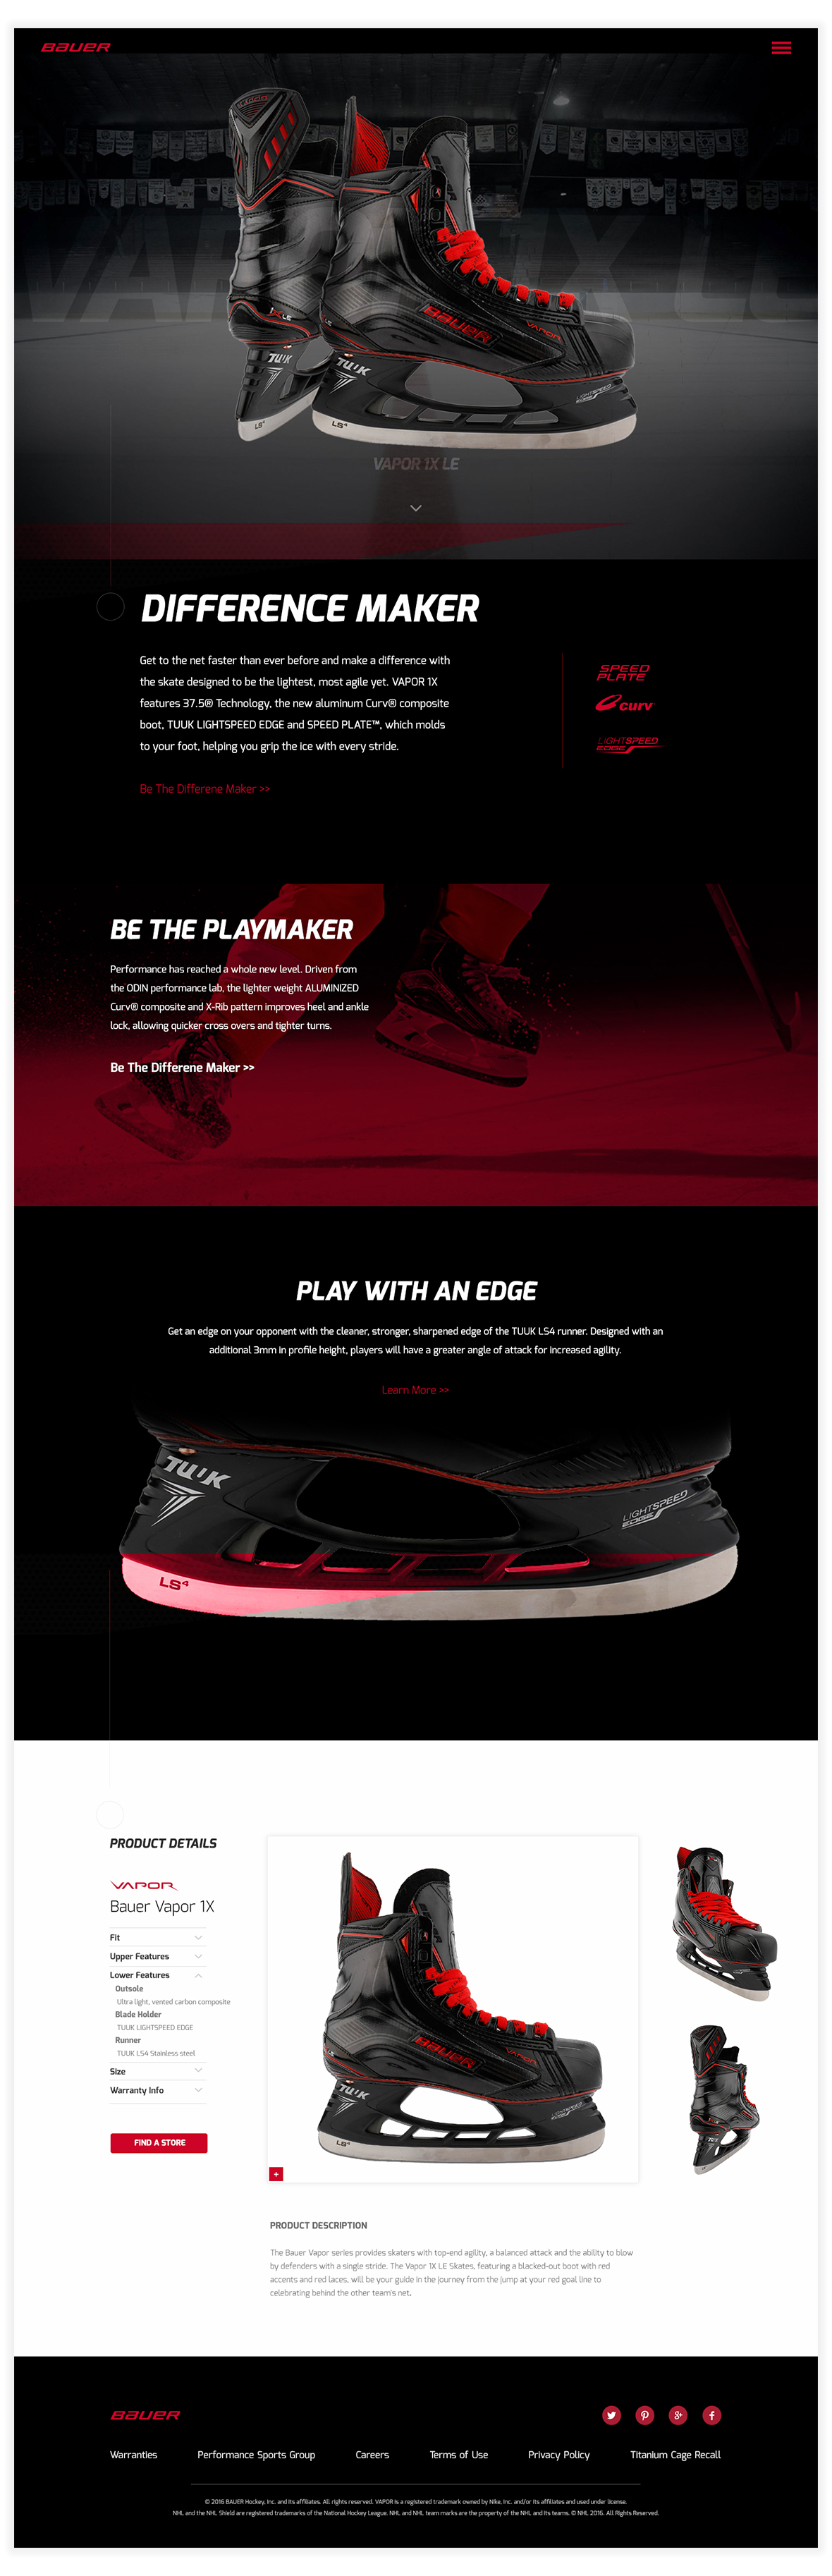 BAUER
VAPOR 1X LE
XLE
LE
BAUER
VAPOR
TUUK
TUUK
LIGHTSPEED
EDGE
LS4
LS4
VAPOR 1X LE
DIFFERENCE MAKER
Get to the net faster than ever before and make a difference with
the skate designed to be the lightest, most agile yet. VAPOR 1X
features 37.5® Technology, the new aluminum Curv® composite
boot, TUUK LIGHTSPEED EDGE and SPEED PLATE™, which molds
to your foot, helping you grip the ice with every stride.
Be The Differene Maker >>
SPEED
PLATE
curv
LIGHTSPEED
EDGE
BE THE PLAYMAKER
Performance has reached a whole new level. Driven from
the ODIN performance lab, the lighter weight ALUMINIZED
Curv® composite and X-Rib pattern improves heel and ankle
lock, allowing quicker cross overs and tighter turns.
Be The Differene Maker >>
PLAY WITH AN EDGE
Get an edge on your opponent with the cleaner, stronger, sharpened edge of the TUUK LS4 runner. Designed with an
additional 3mm in profile height, players will have a greater angle of attack for increased agility.
Learn More >>
TUUK
LIGHTSPEED
EDGE
LS4
PRODUCT DETAILS
VAPOR
Bauer Vapor 1X
Fit
Upper Features
Lower Features
Outsole
Ultra light, vented carbon composite
Blade Holder
TUUK LIGHTSPEED EDGE
Runner
TUUK LS4 Stainless steel
Size
Warranty Info
FIND A STORE
BAUER
VAPOR
TUUK
LIGHTSPEED
EDGE
LS4
+
PRODUCT DESCRIPTION
The Bauer Vapor series provides skaters with top-end agility, a balanced attack and the ability to blow
by defenders with a single stride. The Vapor 1X LE Skates, featuring a blacked-out boot with red
accents and red laces, will be your guide in the journey from the jump at your red goal line to
celebrating behind the other team's net.
BAUER
Warranties Performance Sports Group Careers Terms of Use Privacy Policy Titanium Cage Recall
© 2016 BAUER Hockey, Inc. and its affiliates. All rights reserved. VAPOR is a registered trademark owned by Nike, Inc. and/or its affiliates and used under license.
NHL and the NHL Shield are registered trademarks of the National Hockey League. NHL and NHL team marks are the property of the NHL and its teams. © NHL 2016. All Rights Reserved.